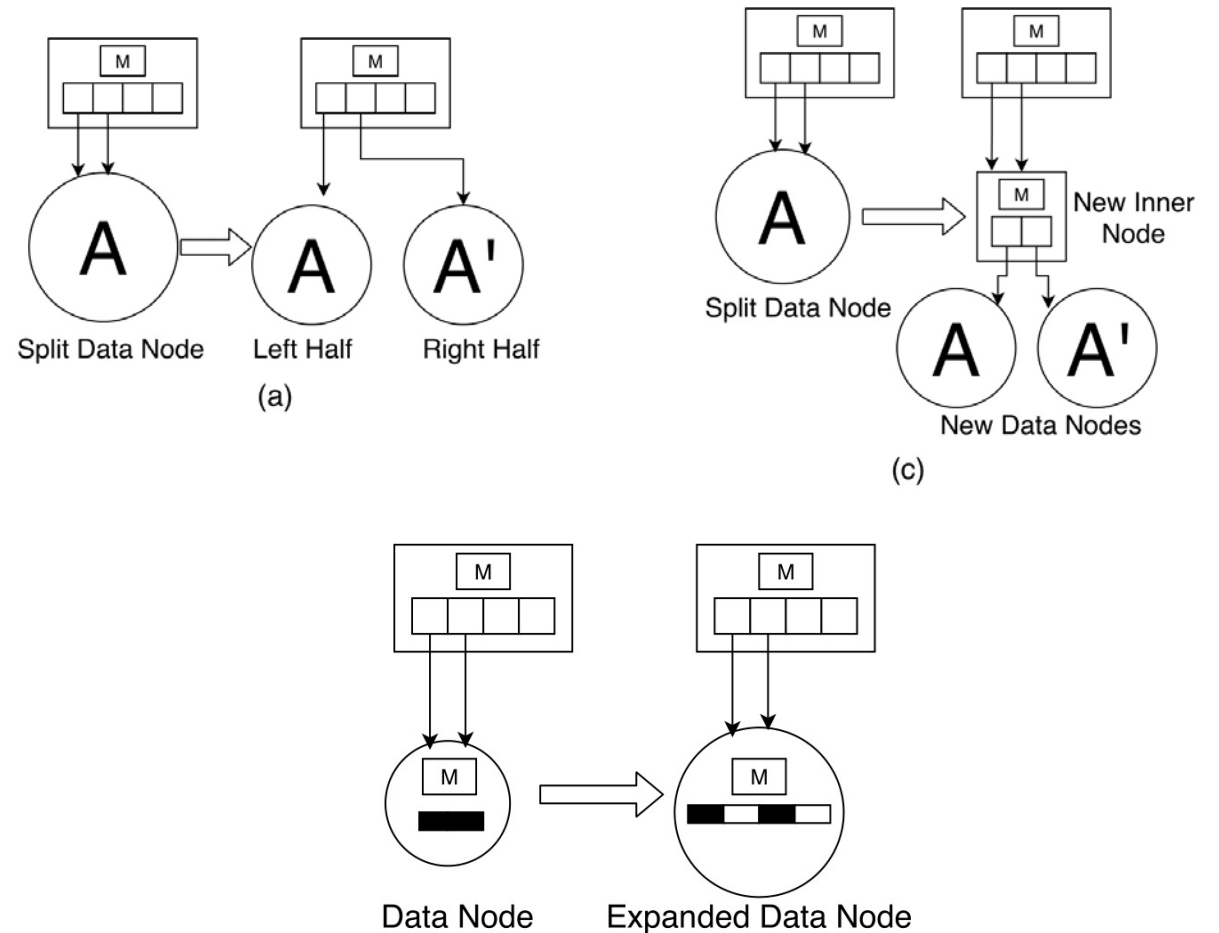 M
M
A
A
A'
Split Data Node
Left Half
Right Half
(a)
M
M
A
M
New Inner
Node
Split Data Node
A
A'
New Data Nodes
(c)
M
M
M
M
Data Node
Expanded Data Node